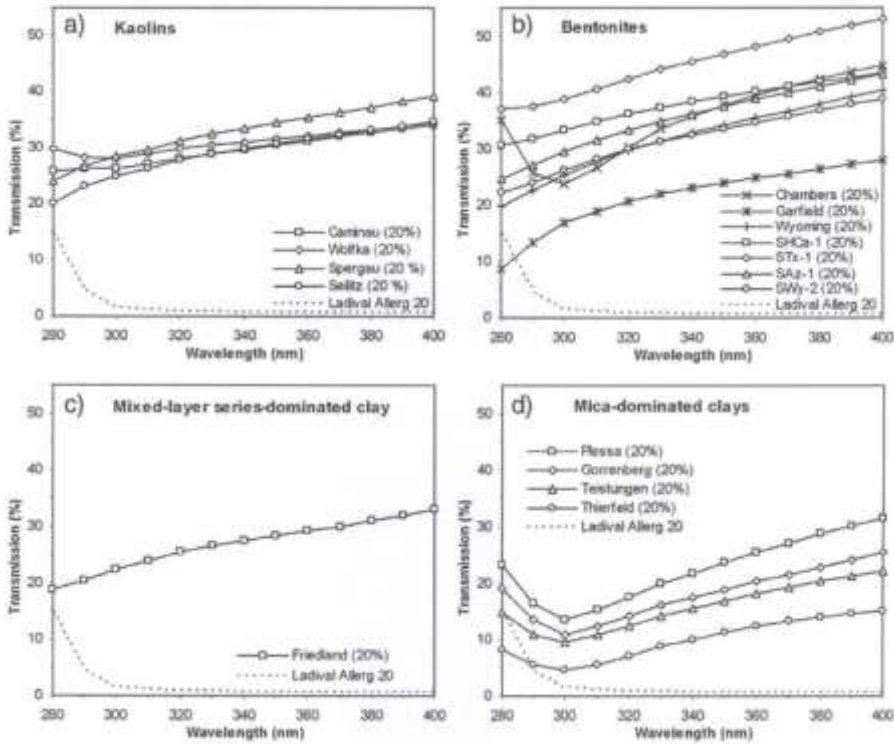 a) Kaolins
50
40
30
20
10
0
Transmission (%)
Caminau (20%)
Wolfka (20%)
Spergau (20 %)
Seilitz (20 %)
Ladival Allerg 20
280 300 320 340 360 380 400
Wavelength (nm)
b) Bentonites
50
40
30
20
10
0
Transmission (%)
Chambers (20%)
Garfield (20%)
Wyoming (20%)
SHCa-1 (20%)
STx-1 (20%)
SAz-1 (20%)
SWy-2 (20%)
Ladival Allerg 20
280 300 320 340 360 380 400
Wavelength (nm)
c) Mixed-layer series-dominated clay
50
40
30
20
10
0
Transmission (%)
Friedland (20%)
Ladival Allerg 20
280 300 320 340 360 380 400
Wavelength (nm)
d) Mica-dominated clays
50
40
30
20
10
0
Transmission (%)
Plessa (20%)
Gorrenberg (20%)
Teistungen (20%)
Thierfeld (20%)
Ladival Allerg 20
280 300 320 340 360 380 400
Wavelength (nm)